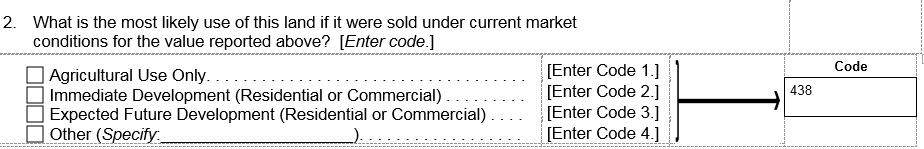 2. What is the most likely use of this land if it were sold under current market
conditions for the value reported above? [Enter code.]
Code
Agricultural Use Only. . . . . . . . . . . . . . . . . . . . . . . . . . . . . . . . . . . [Enter Code 1.]
438
Immediate Development (Residential or Commercial) . . . . . . . . . [Enter Code 2.]
Expected Future Development (Residential or Commercial) . . . . [Enter Code 3.]
Other (Specify:______________________). . . . . . . . . . . . . . . . . . [Enter Code 4.]